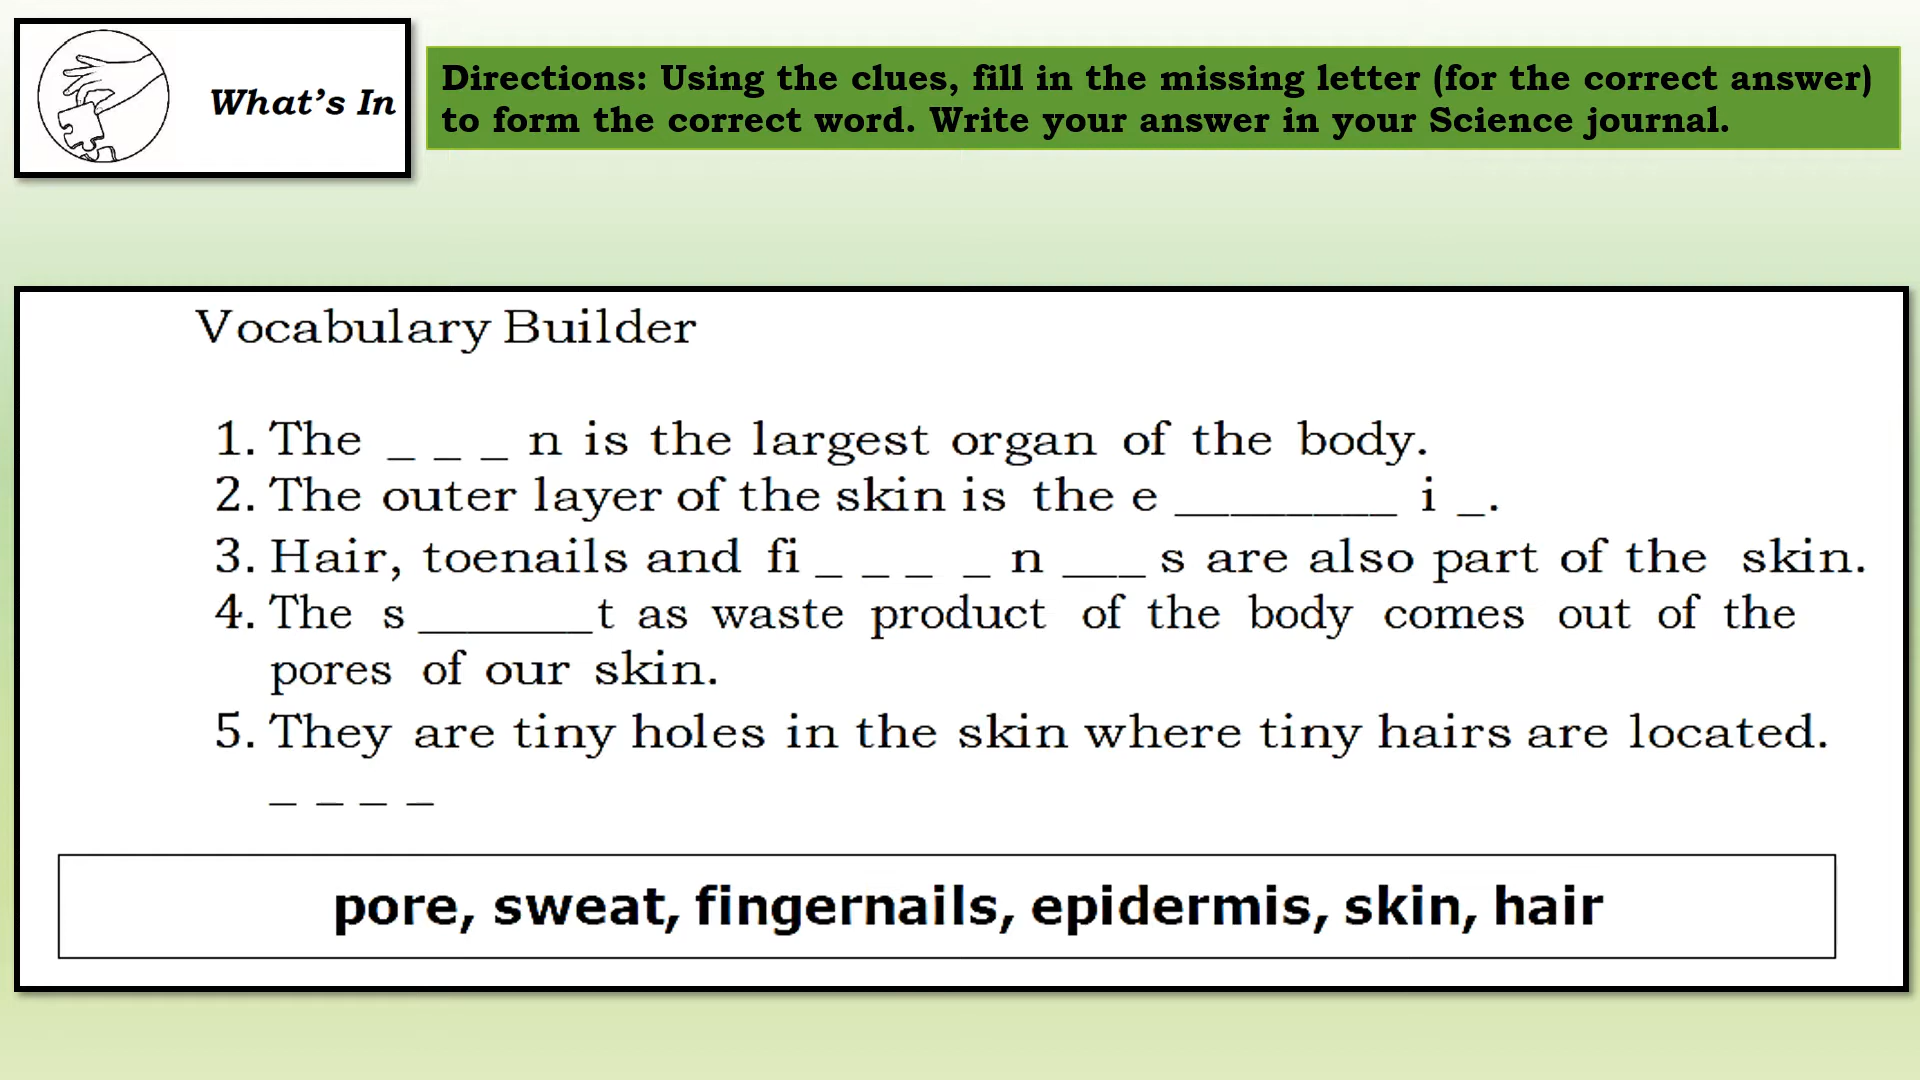 What's In
Directions: Using the clues, fill in the missing letter (for the correct answer)
to form the correct word. Write your answer in your Science journal.
Vocabulary Builder
1. The _ _ _ n is the largest organ of the body.
2. The outer layer of the skin is the e ________ i _.
3. Hair, toenails and fi _ _ _ _ n ___ s are also part of the skin.
4. The s _______t as waste product of the body comes out of the
pores of our skin.
5. They are tiny holes in the skin where tiny hairs are located.
_ _ _ _
pore, sweat, fingernails, epidermis, skin, hair